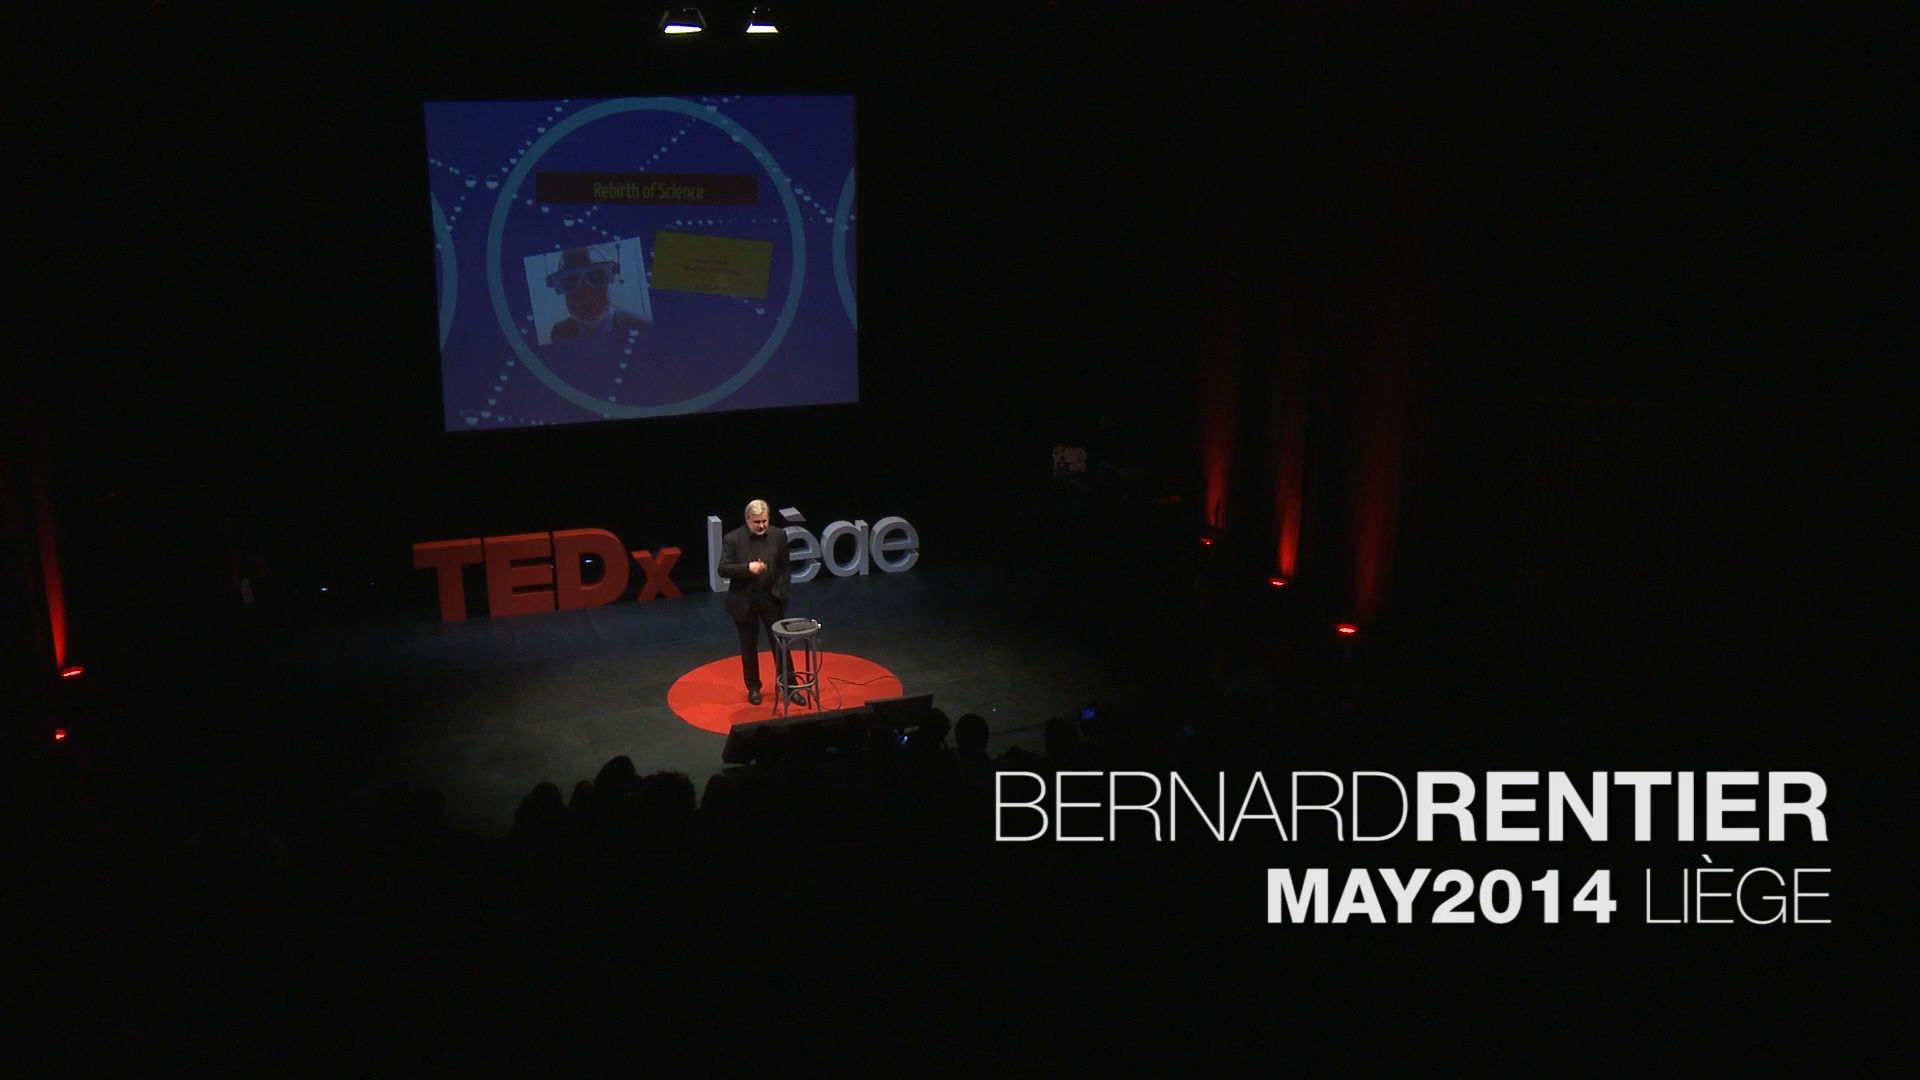 Rebirth of Science
TEDx Liège
BERNARDRENTIER
MAY2014 LIÈGE